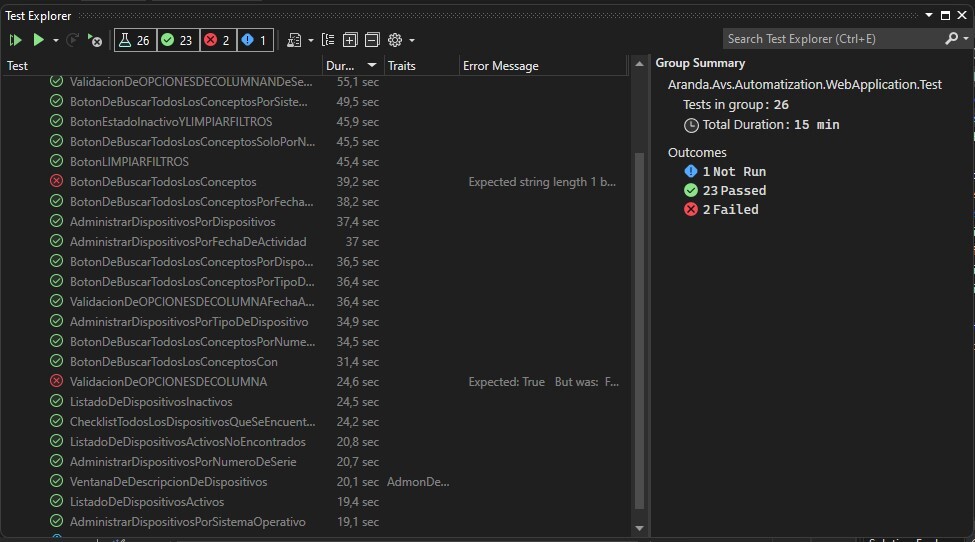 Test Explorer
26 23 2 1
Search Test Explorer (Ctrl+E)
Test Dur... Traits Error Message
ValidacionDeOPCIONESDECOLUMNANDeSe... 55,1 sec
BotonDeBuscarTodosLosConceptosPorSiste... 49,5 sec
BotonEstadoInactivoYLIMPIARFILTROS 45,9 sec
BotonDeBuscarTodosLosConceptosSoloPorN... 45,5 sec
BotonLIMPIARFILTROS 45,4 sec
BotonDeBuscarTodosLosConceptos 39,2 sec Expected string length 1 b...
BotonDeBuscarTodosLosConceptosPorFecha... 38,2 sec
AdministrarDispositivosPorDispositivos 37,4 sec
AdministrarDispositivosPorFechaDeActividad 37 sec
BotonDeBuscarTodosLosConceptosPorDispo... 36,5 sec
BotonDeBuscarTodosLosConceptosPorTipoD... 36,4 sec
ValidacionDeOPCIONESDECOLUMNAFechaA... 36,4 sec
AdministrarDispositivosPorTipoDeDispositivo 34,9 sec
BotonDeBuscarTodosLosConceptosPorNume... 34,5 sec
BotonDeBuscarTodosLosConceptosCon 31,4 sec
ValidacionDeOPCIONESDECOLUMNA 24,6 sec Expected: True But was: F...
ListadoDeDispositivosInactivos 24,5 sec
ChecklistTodosLosDispositivosQueSeEncuent... 24,2 sec
ListadoDeDispositivosActivosNoEncontrados 20,8 sec
AdministrarDispositivosPorNumeroDeSerie 20,7 sec
VentanaDeDescripcionDeDispositivos 20,1 sec AdmonDe...
ListadoDeDispositivosActivos 19,4 sec
AdministrarDispositivosPorSistemaOperativo 19,1 sec
Group Summary
Aranda.Avs.Automatization.WebApplication.Test
Tests in group: 26
Total Duration: 15 min
Outcomes
1 Not Run
23 Passed
2 Failed